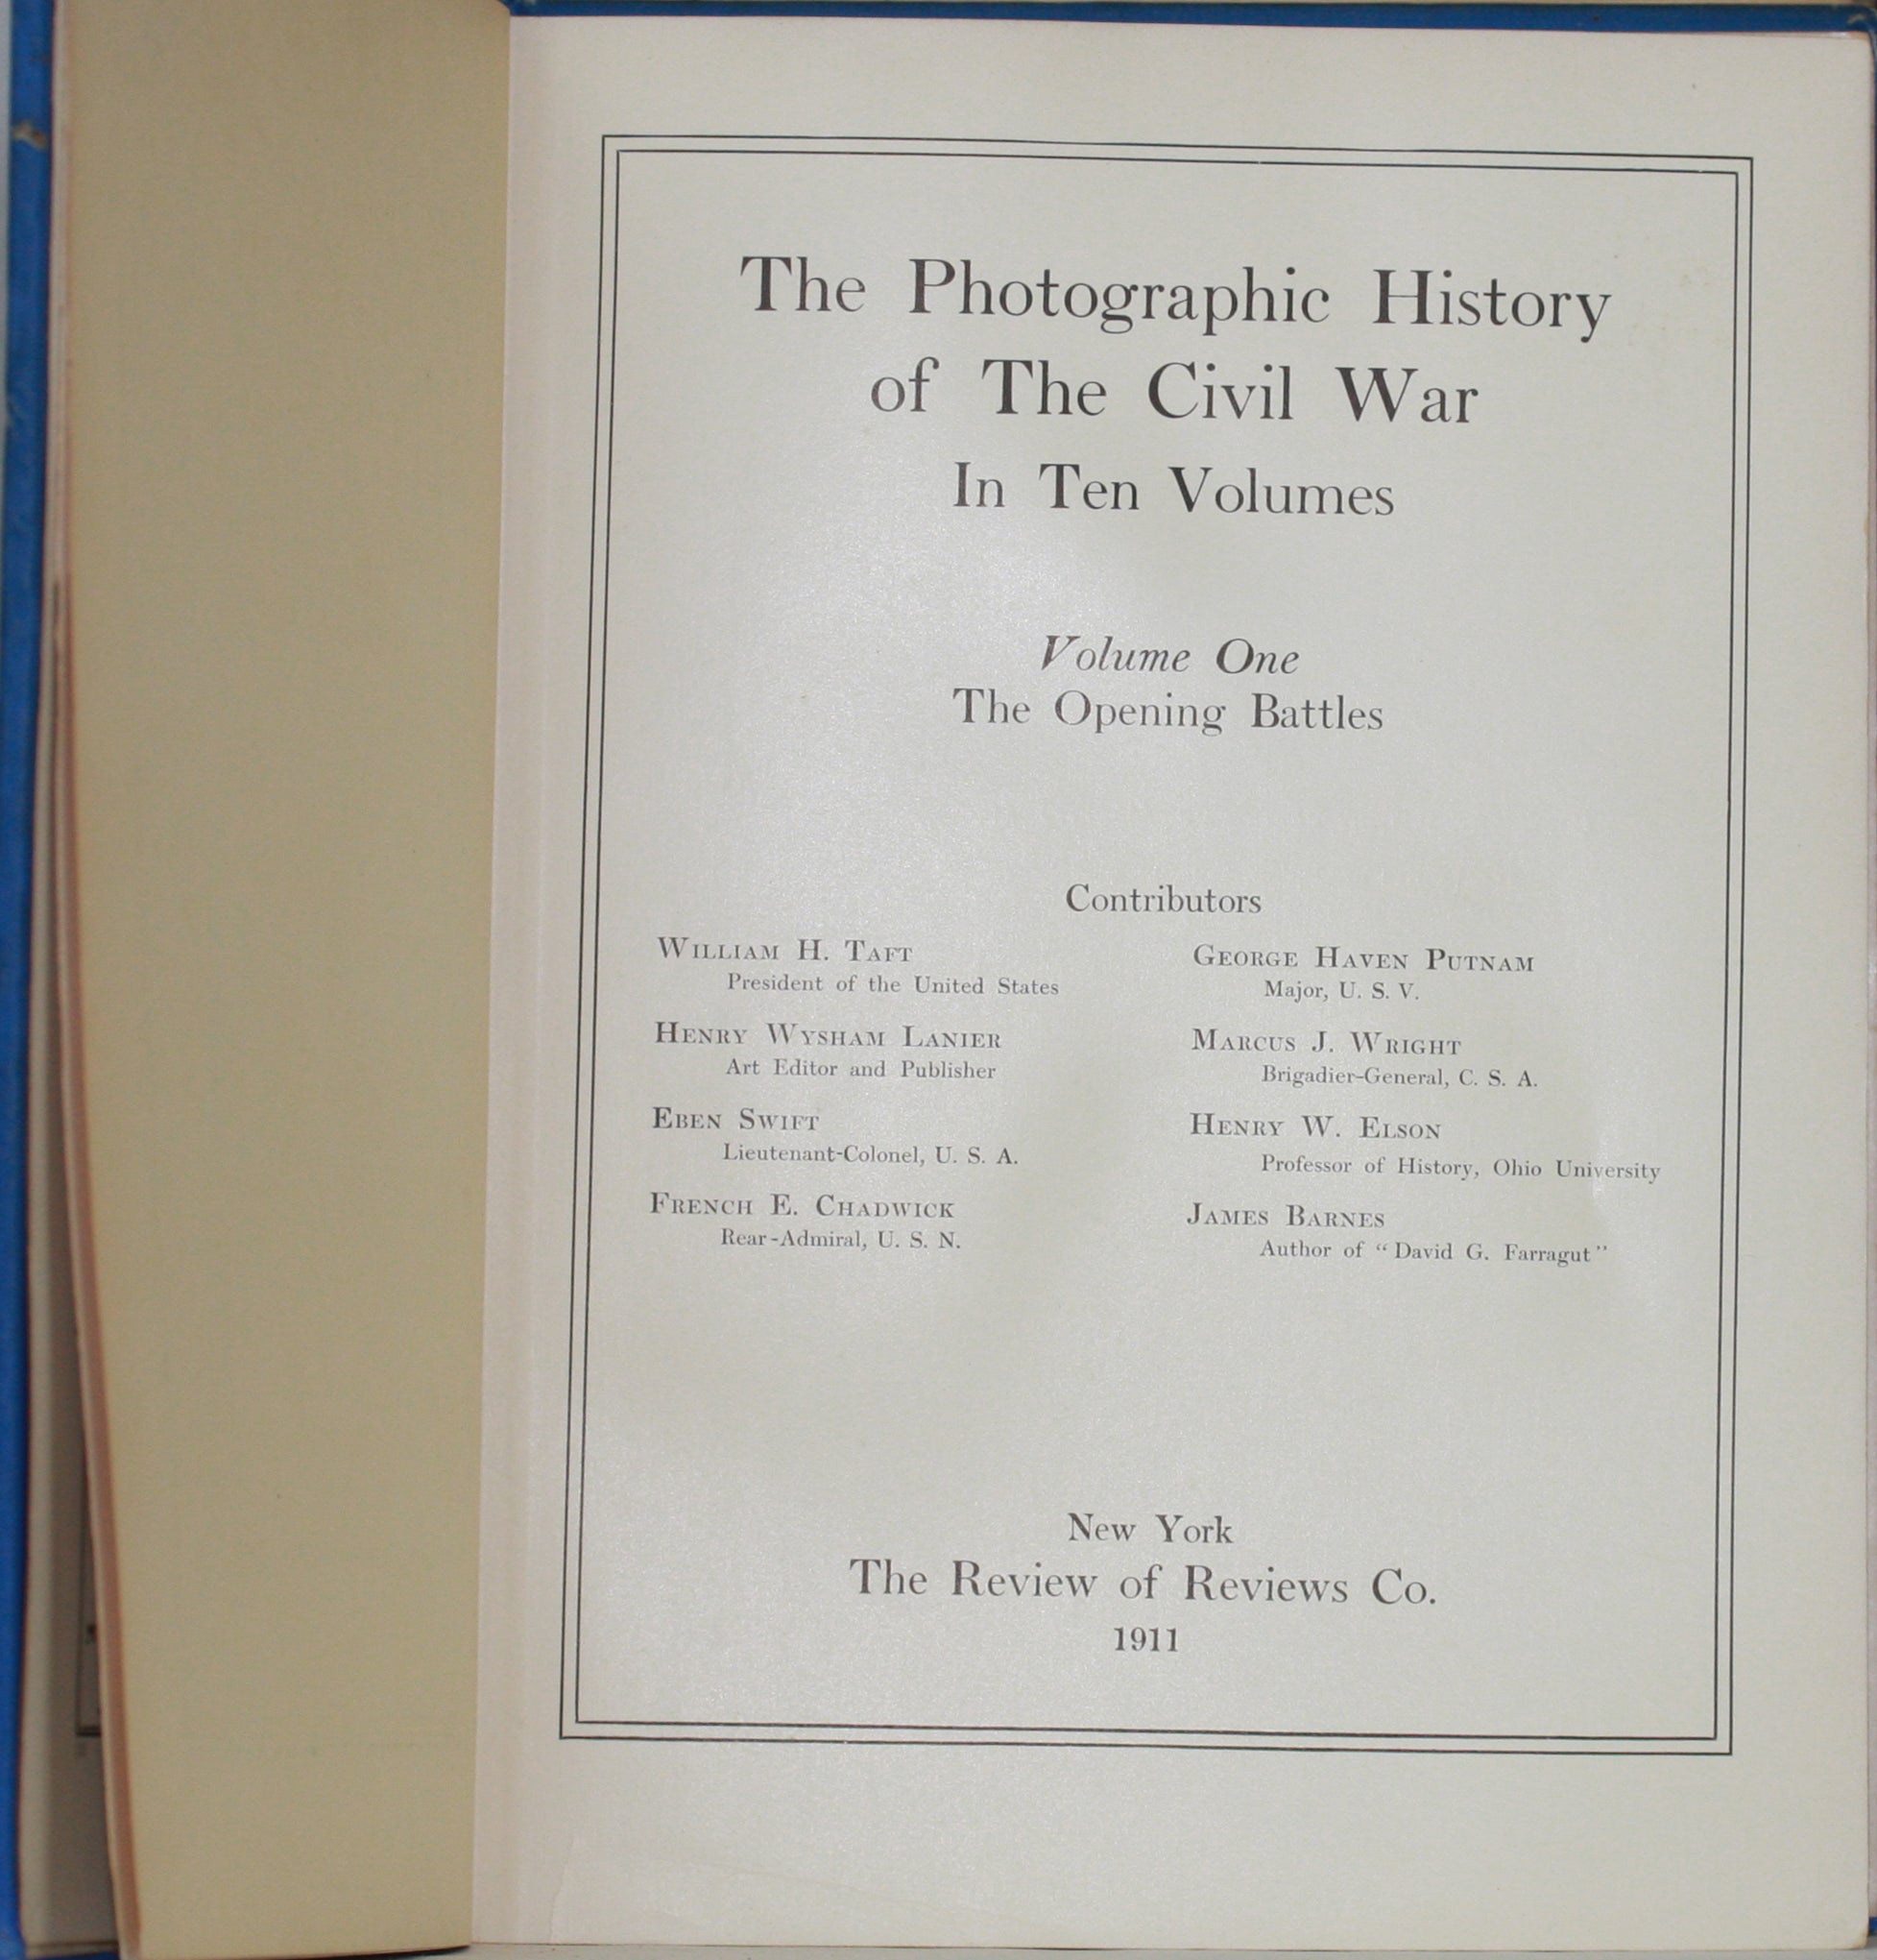 The Photographic History
of The Civil War
In Ten Volumes
Volume One
The Opening Battles
Contributors
WILLIAM H. TAFT
President of the United States
HENRY WYSHAM LANIER
Art Editor and Publisher
EBEN SWIFT
Lieutenant-Colonel, U. S. A.
FRENCH E. CHADWICK
Rear-Admiral, U. S. N.
GEORGE HAVEN PUTNAM
Major, U. S. V.
MARCUS J. WRIGHT
Brigadier-General, C. S. A.
HENRY W. ELSON
Professor of History, Ohio University
JAMES BARNES
Author of "David G. Farragut"
New York
The Review of Reviews Co.
1911